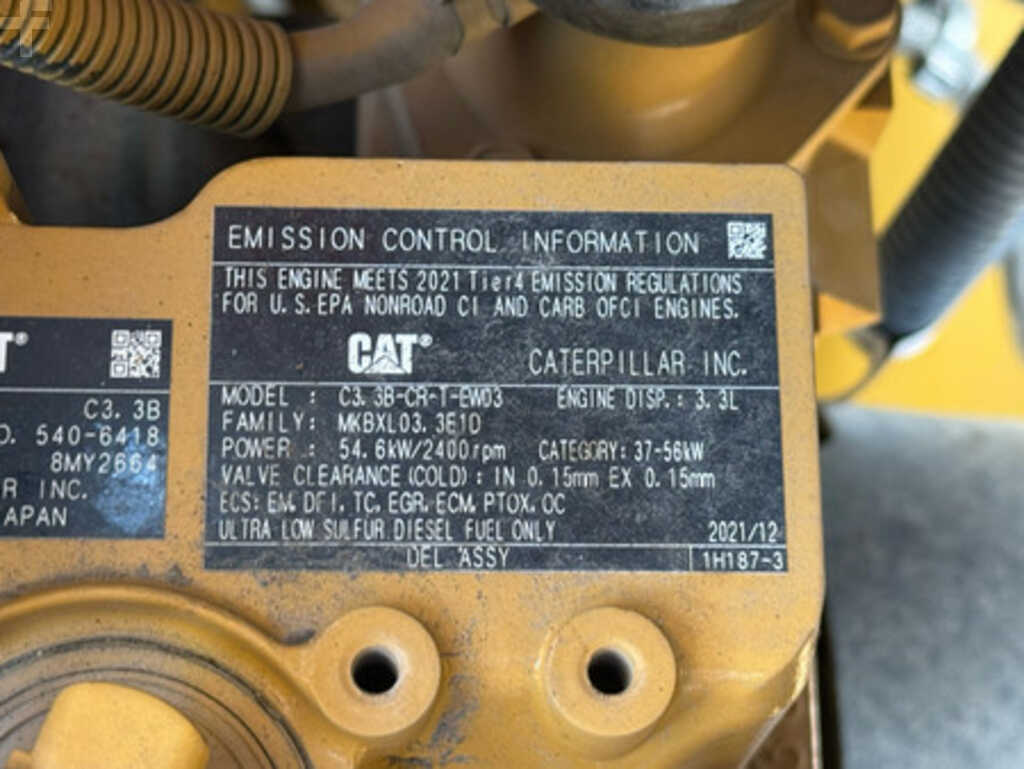 EMISSION CONTROL INFORMATION
THIS ENGINE MEETS 2021 Tier4 EMISSION REGULATIONS
FOR U.S. EPA NONROAD CI AND CARB OFCI ENGINES.
CAT® CATERPILLAR INC.
MODEL : C3.3B-CR-T-EW03 ENGINE DISP.: 3.3L
FAMILY: MKBXL03.3E1D
POWER : 54.6kW/2400rpm CATEGORY: 37-56kW
VALVE CLEARANCE(COLD): IN 0.15mm EX 0.15mm
ECS: EM, DFI, TC, EGR, ECM, PTOX, OC
ULTRA LOW SULFUR DIESEL FUEL ONLY 2021/12
DEL ASSY 1H187-3
T®
C3.3B
O. 540-6418
8MY2664
R INC.
APAN